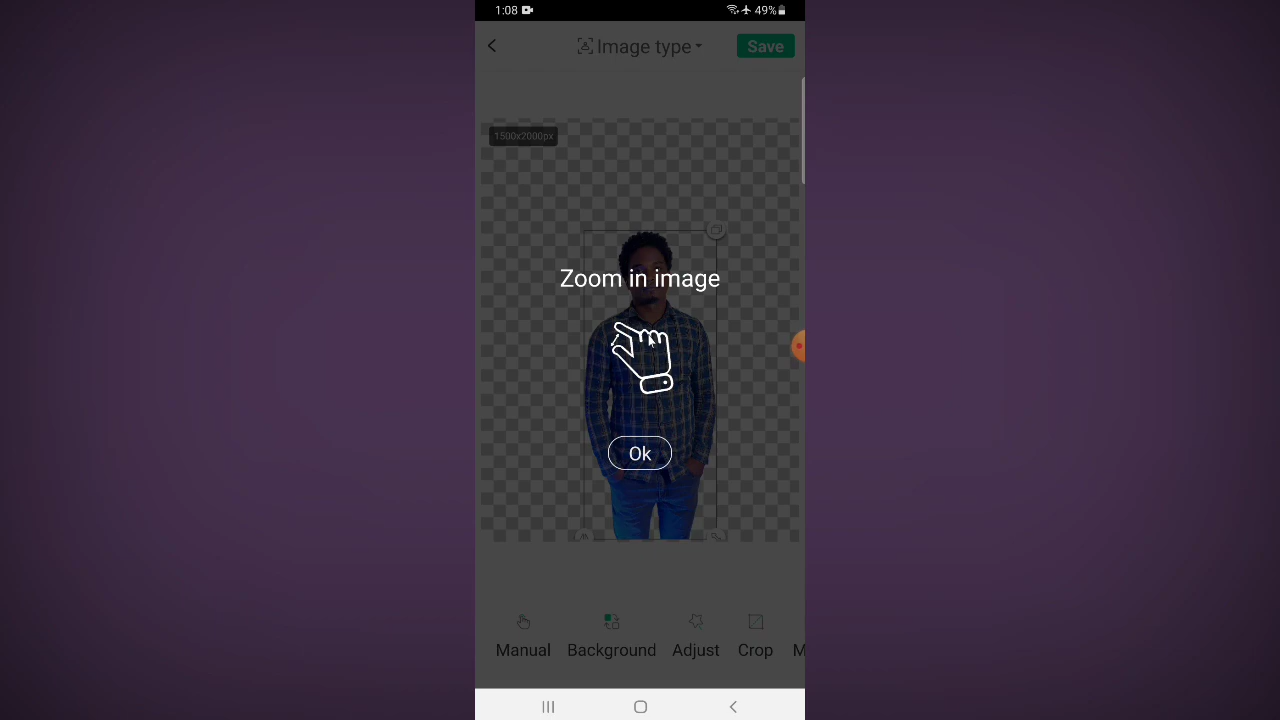 1:08
49%
Image type
Save
1500x2000px
Zoom in image
Ok
Manual
Background
Adjust
Crop
M